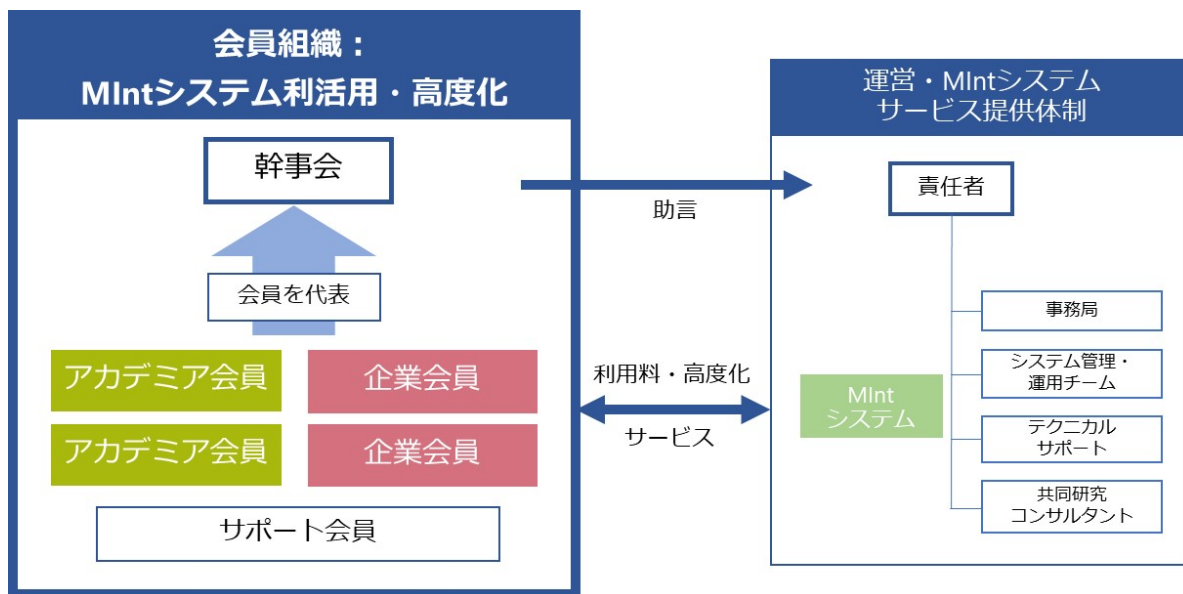 会員組織：
MIntシステム利活用・高度化
幹事会
会員を代表
アカデミア会員
企業会員
アカデミア会員
企業会員
サポート会員
助言
利用料・高度化
サービス
運営・MIntシステム
サービス提供体制
責任者
MInt
システム
事務局
システム管理・
運用チーム
テクニカル
サポート
共同研究
コンサルタント